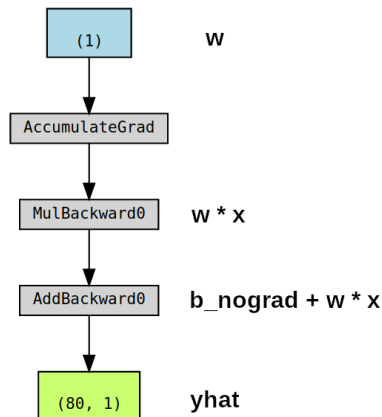 (1) w
AccumulateGrad
MulBackward0 w * x
AddBackward0 b_nograd + w * x
(80, 1) yhat